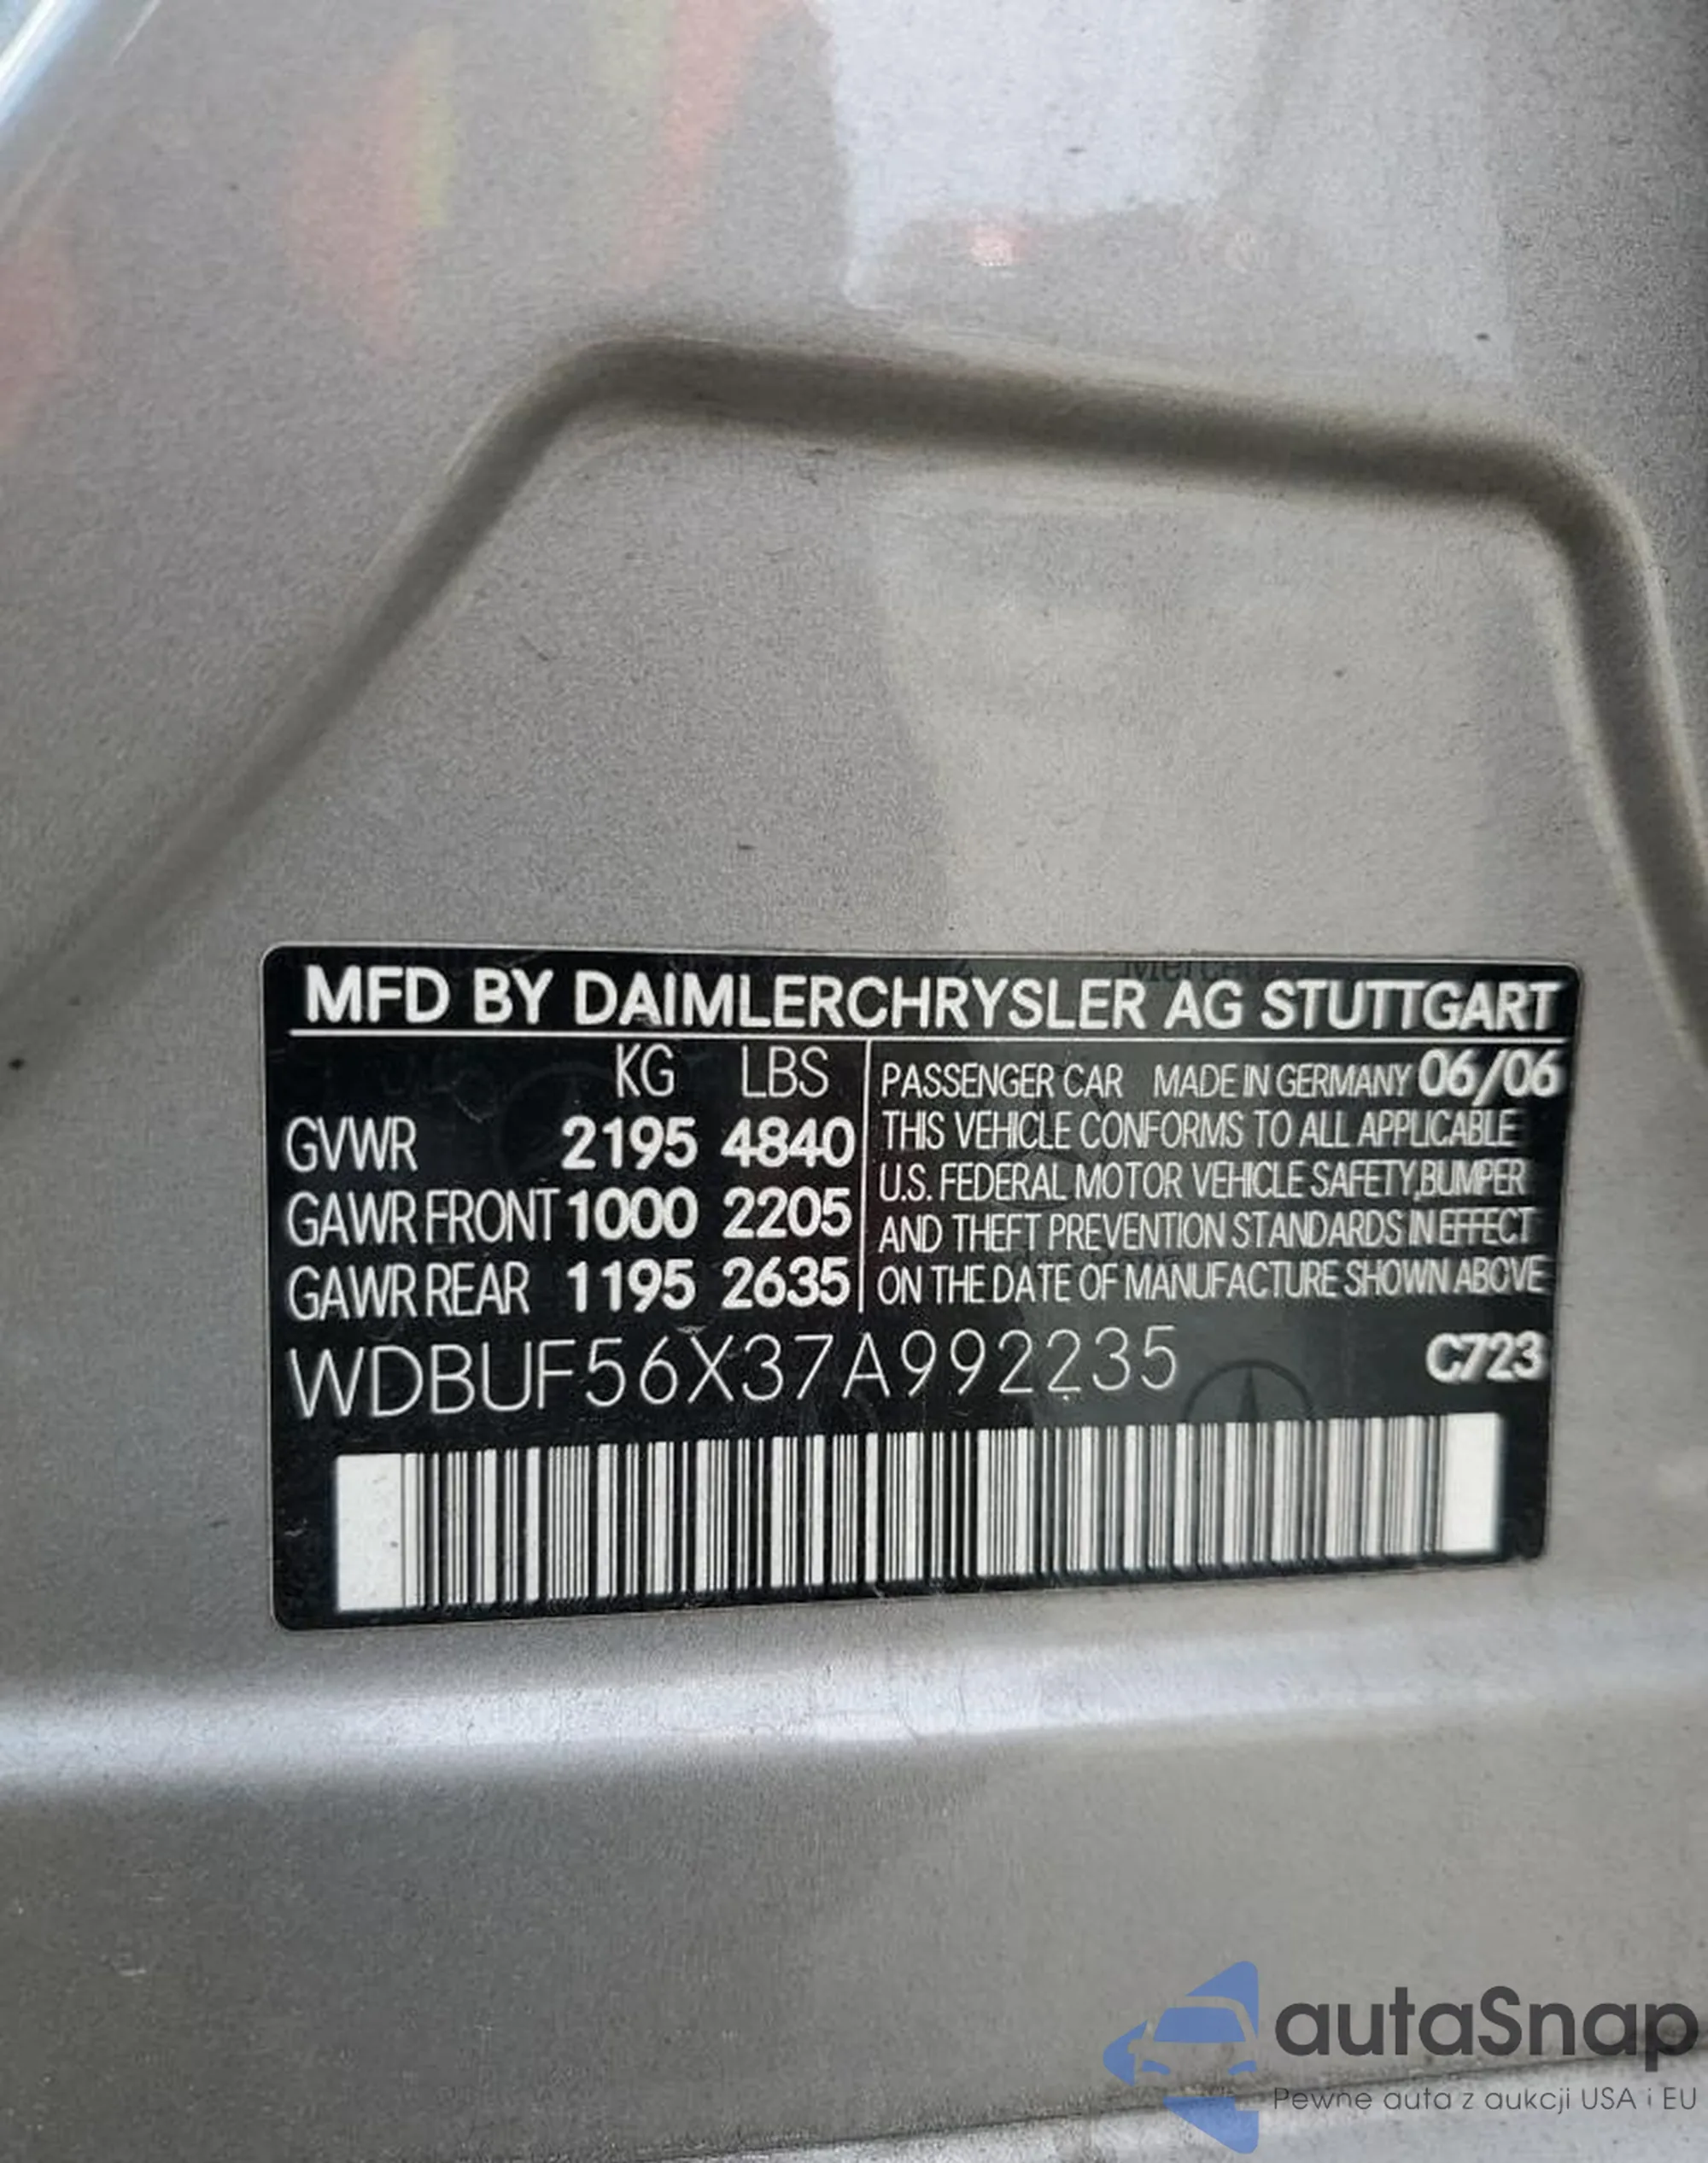 MFD BY DAIMLERCHRYSLER AG STUTTGART
KG LBS
GVWR 2195 4840
GAWR FRONT 1000 2205
GAWR REAR 1195 2635
PASSENGER CAR MADE IN GERMANY 06/06
THIS VEHICLE CONFORMS TO ALL APPLICABLE
U.S. FEDERAL MOTOR VEHICLE SAFETY,BUMPER
AND THEFT PREVENTION STANDARDS IN EFFECT
ON THE DATE OF MANUFACTURE SHOWN ABOVE
WDBUF56X37A992235 C723
autaSnap
Pewne auta z aukcji USA i EU